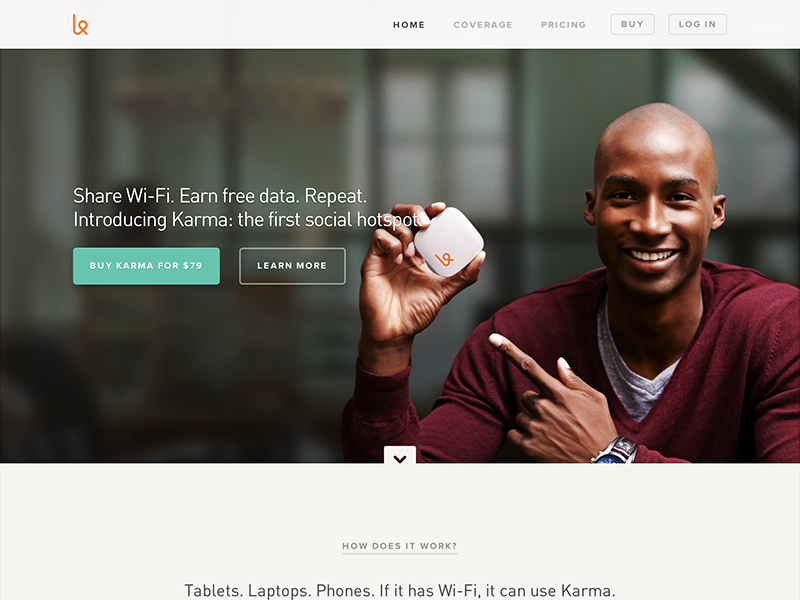 HOME COVERAGE PRICING BUY LOG IN
Share Wi-Fi. Earn free data. Repeat.
Introducing Karma: the first social hotspot
BUY KARMA FOR $79 LEARN MORE
HOW DOES IT WORK?
Tablets. Laptops. Phones. If it has Wi-Fi, it can use Karma.